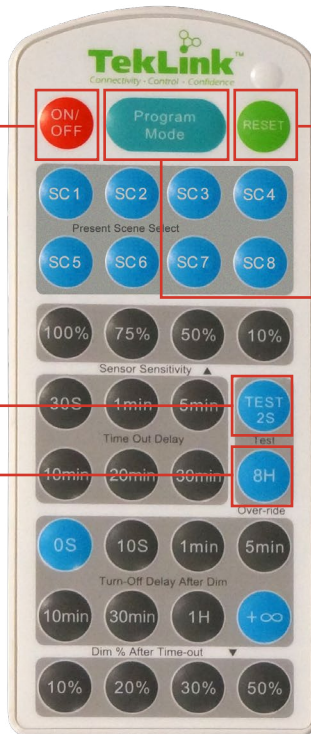 TekLink™
Connectivity - Control - Confidence
ON/
OFF
Program
Mode
RESET
SC1 SC2 SC3 SC4
Present Scene Select
SC5 SC6 SC7 SC8
100% 75% 50% 10%
Sensor Sensitivity ▲
30S 1min 5min TEST
2S
Time Out Delay Test
10min 20min 30min 8H
Over-ride
0S 10S 1min 5min
Turn-Off Delay After Dim
10min 30min 1H +∞
Dim % After Time-out ▼
10% 20% 30% 50%